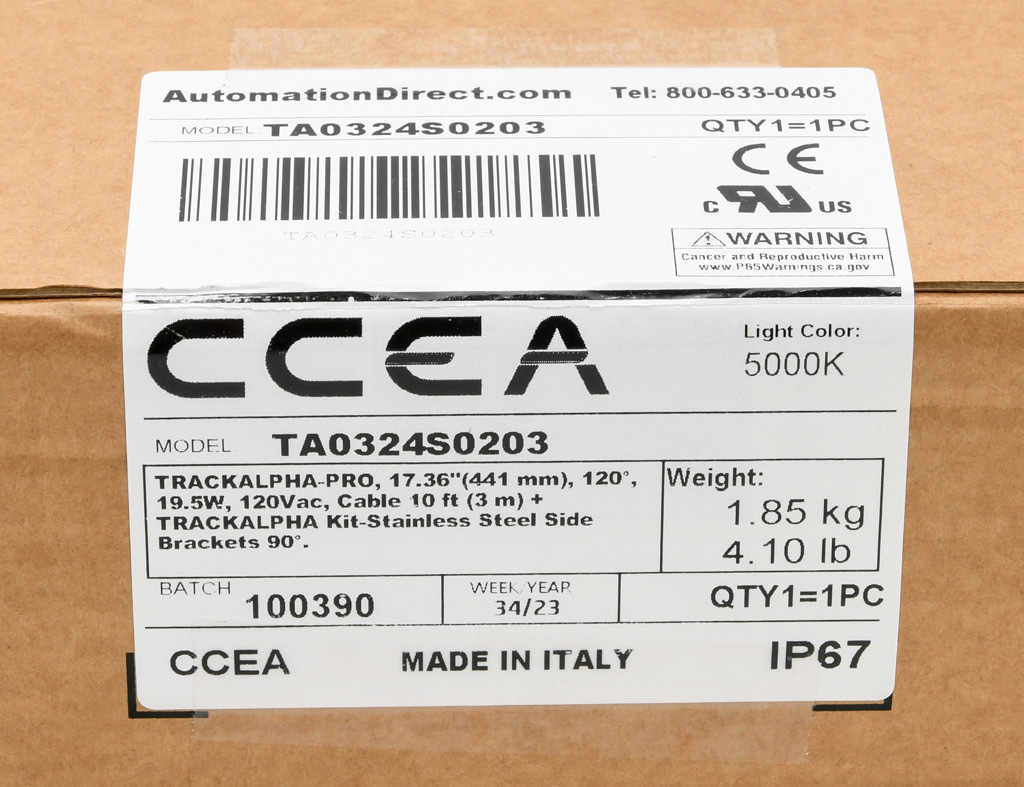 AutomationDirect.com Tel: 800-633-0405
MODEL: TA0324S0203 QTY1=1PC
CE
TA0324S0203
c RU US
WARNING
Cancer and Reproductive Harm
www.P65Warnings.ca.gov
CCEA
Light Color:
5000K
MODEL TA0324S0203
TRACKALPHA-PRO, 17.36"(441 mm), 120°,
19.5W, 120Vac, Cable 10 ft (3 m) +
TRACKALPHA Kit-Stainless Steel Side
Brackets 90°.
Weight:
1.85 kg
4.10 lb
BATCH 100390
WEEK/YEAR
34/23
QTY1=1PC
CCEA MADE IN ITALY IP67